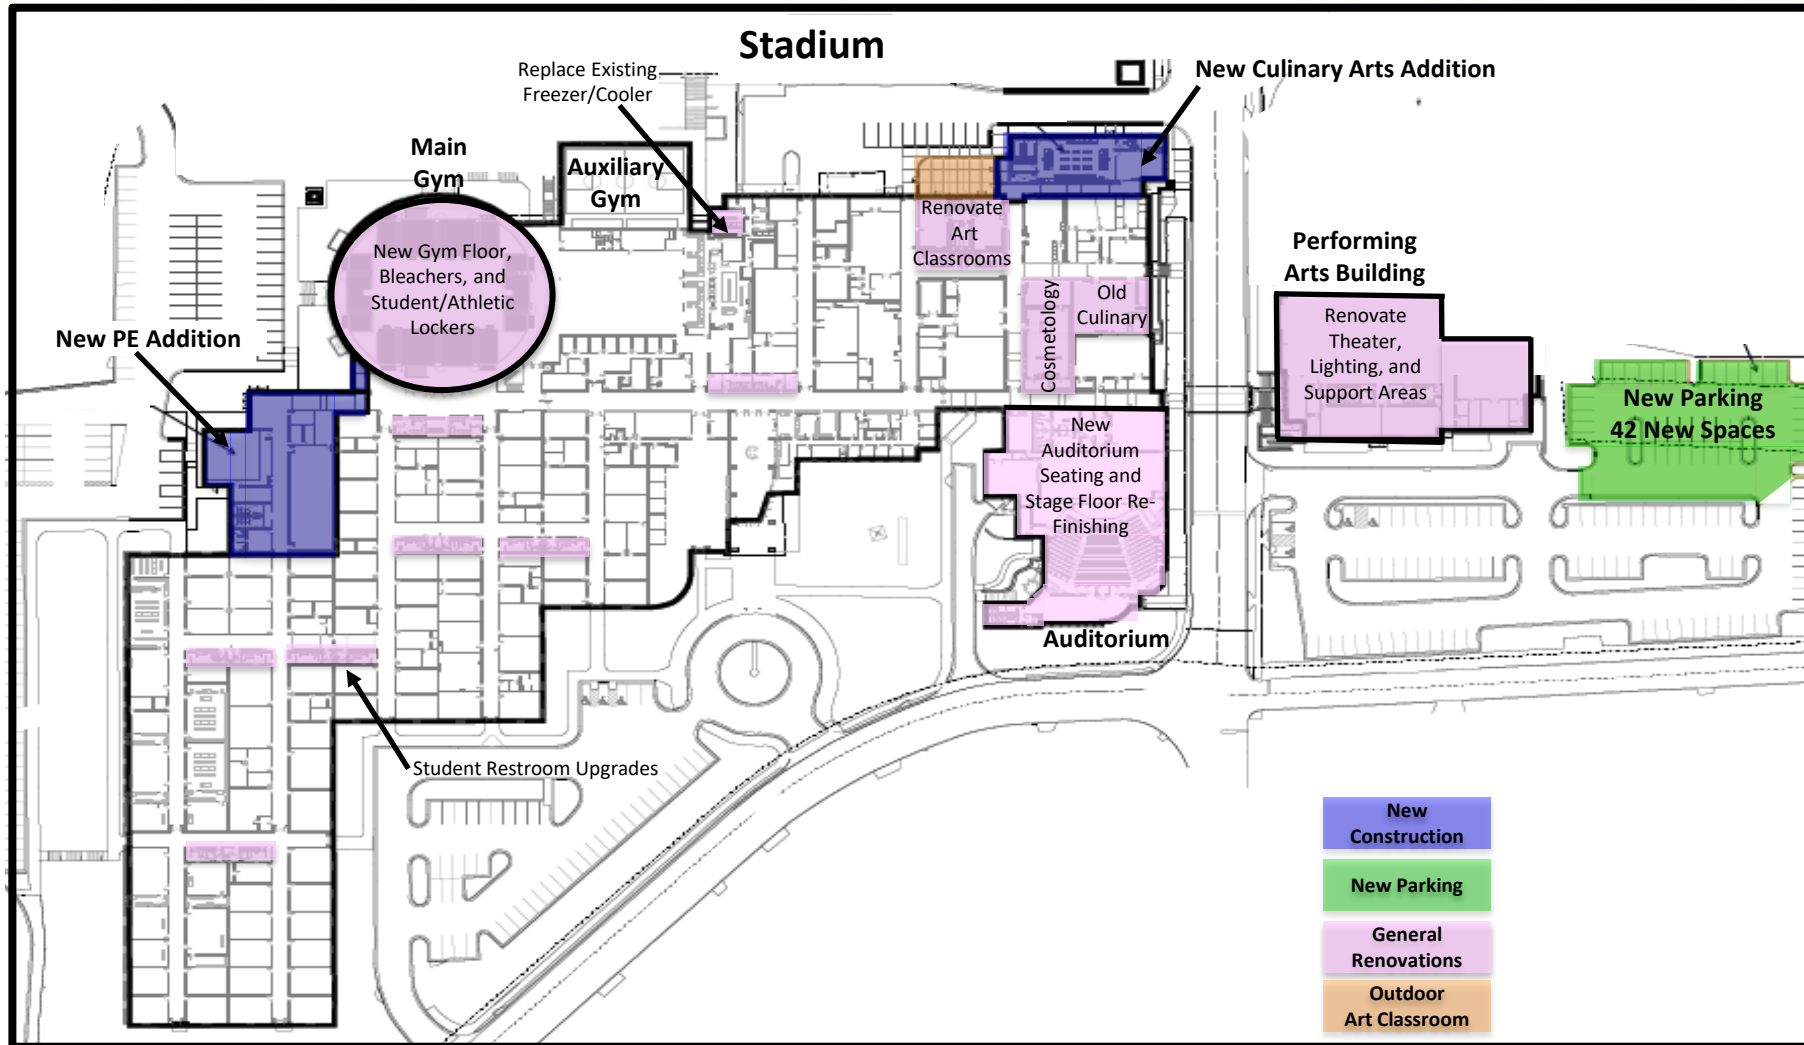 Stadium
Replace Existing
Freezer/Cooler
New Culinary Arts Addition
Main
Gym
Auxiliary
Gym
New Gym Floor,
Bleachers, and
Student/Athletic
Lockers
Renovate
Art
Classrooms
Performing
Arts Building
Old
Culinary
Cosmetology
Renovate
Theater,
Lighting, and
Support Areas
New PE Addition
New Parking
42 New Spaces
New
Auditorium
Seating and
Stage Floor Re-
Finishing
Auditorium
Student Restroom Upgrades
New
Construction
New Parking
General
Renovations
Outdoor
Art Classroom